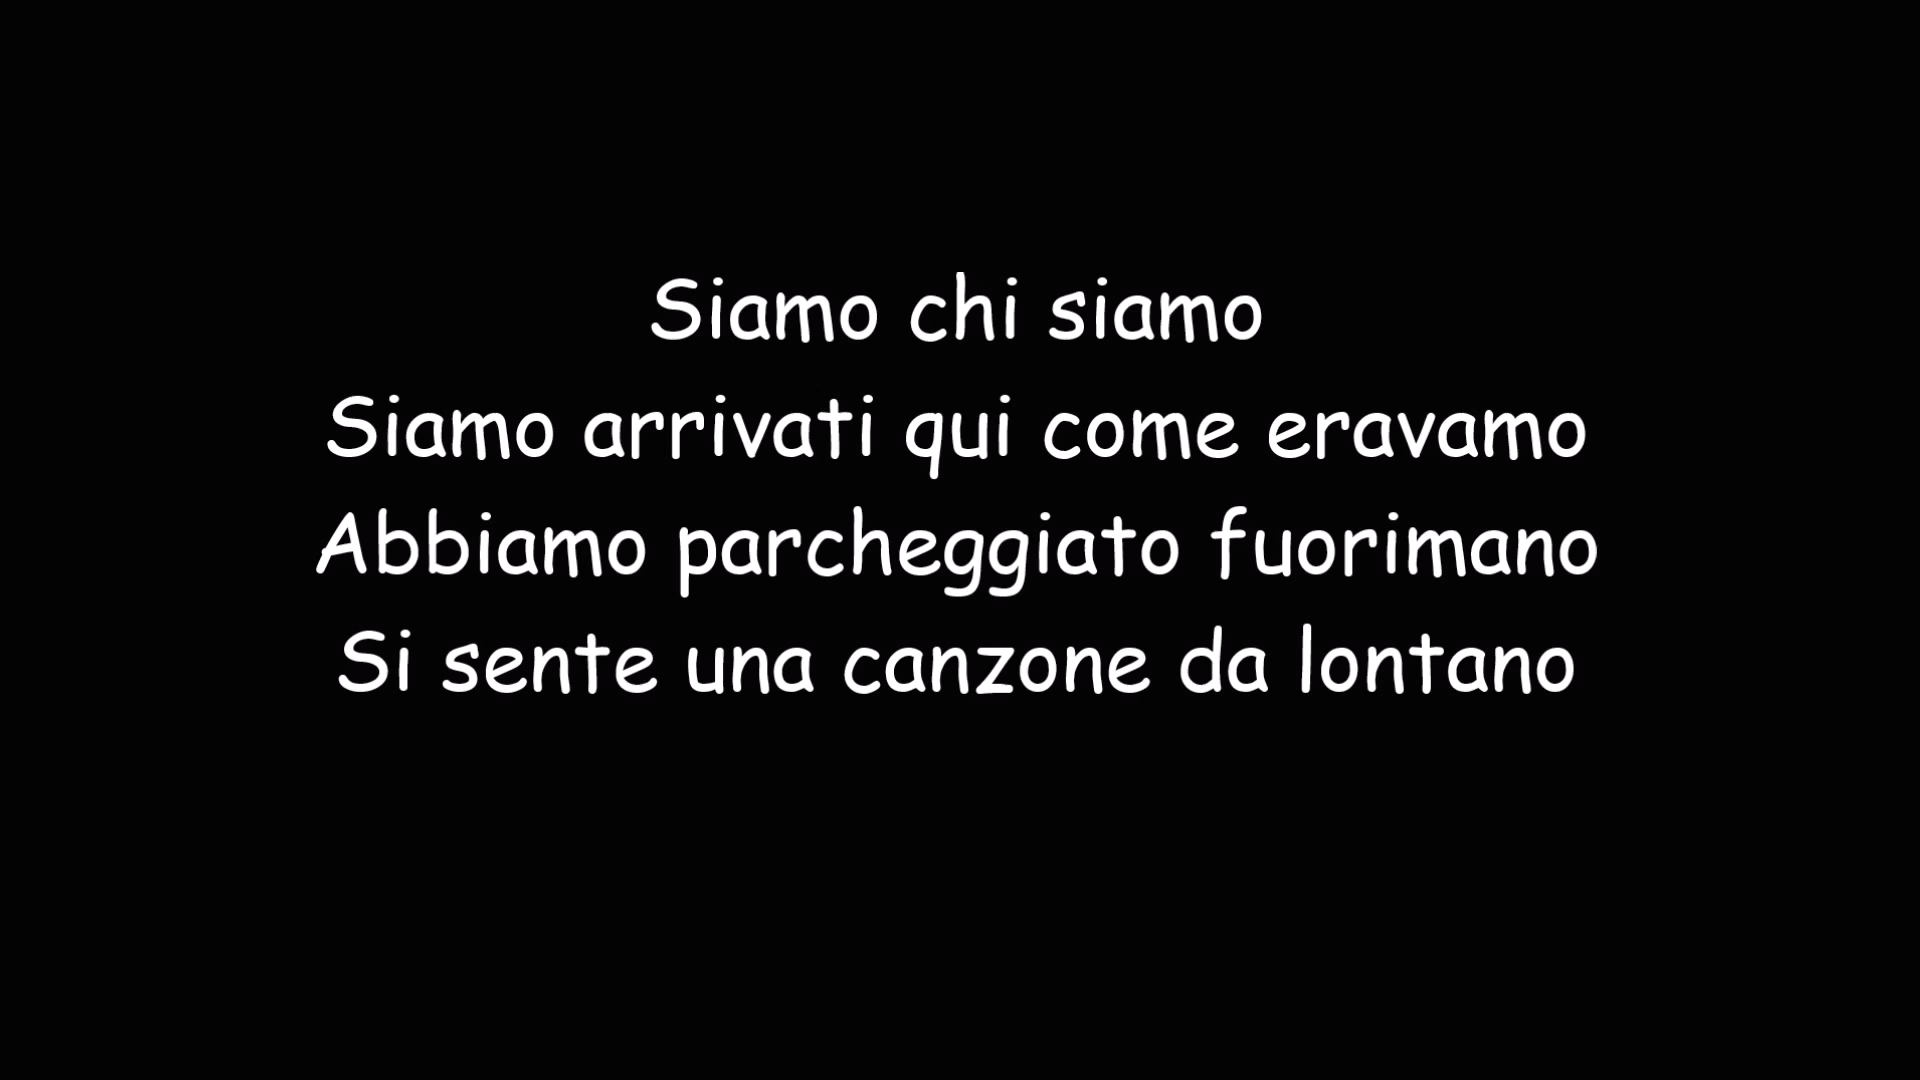 Siamo chi siamo
Siamo arrivati qui come eravamo
Abbiamo parcheggiato fuorimano
Si sente una canzone da lontano